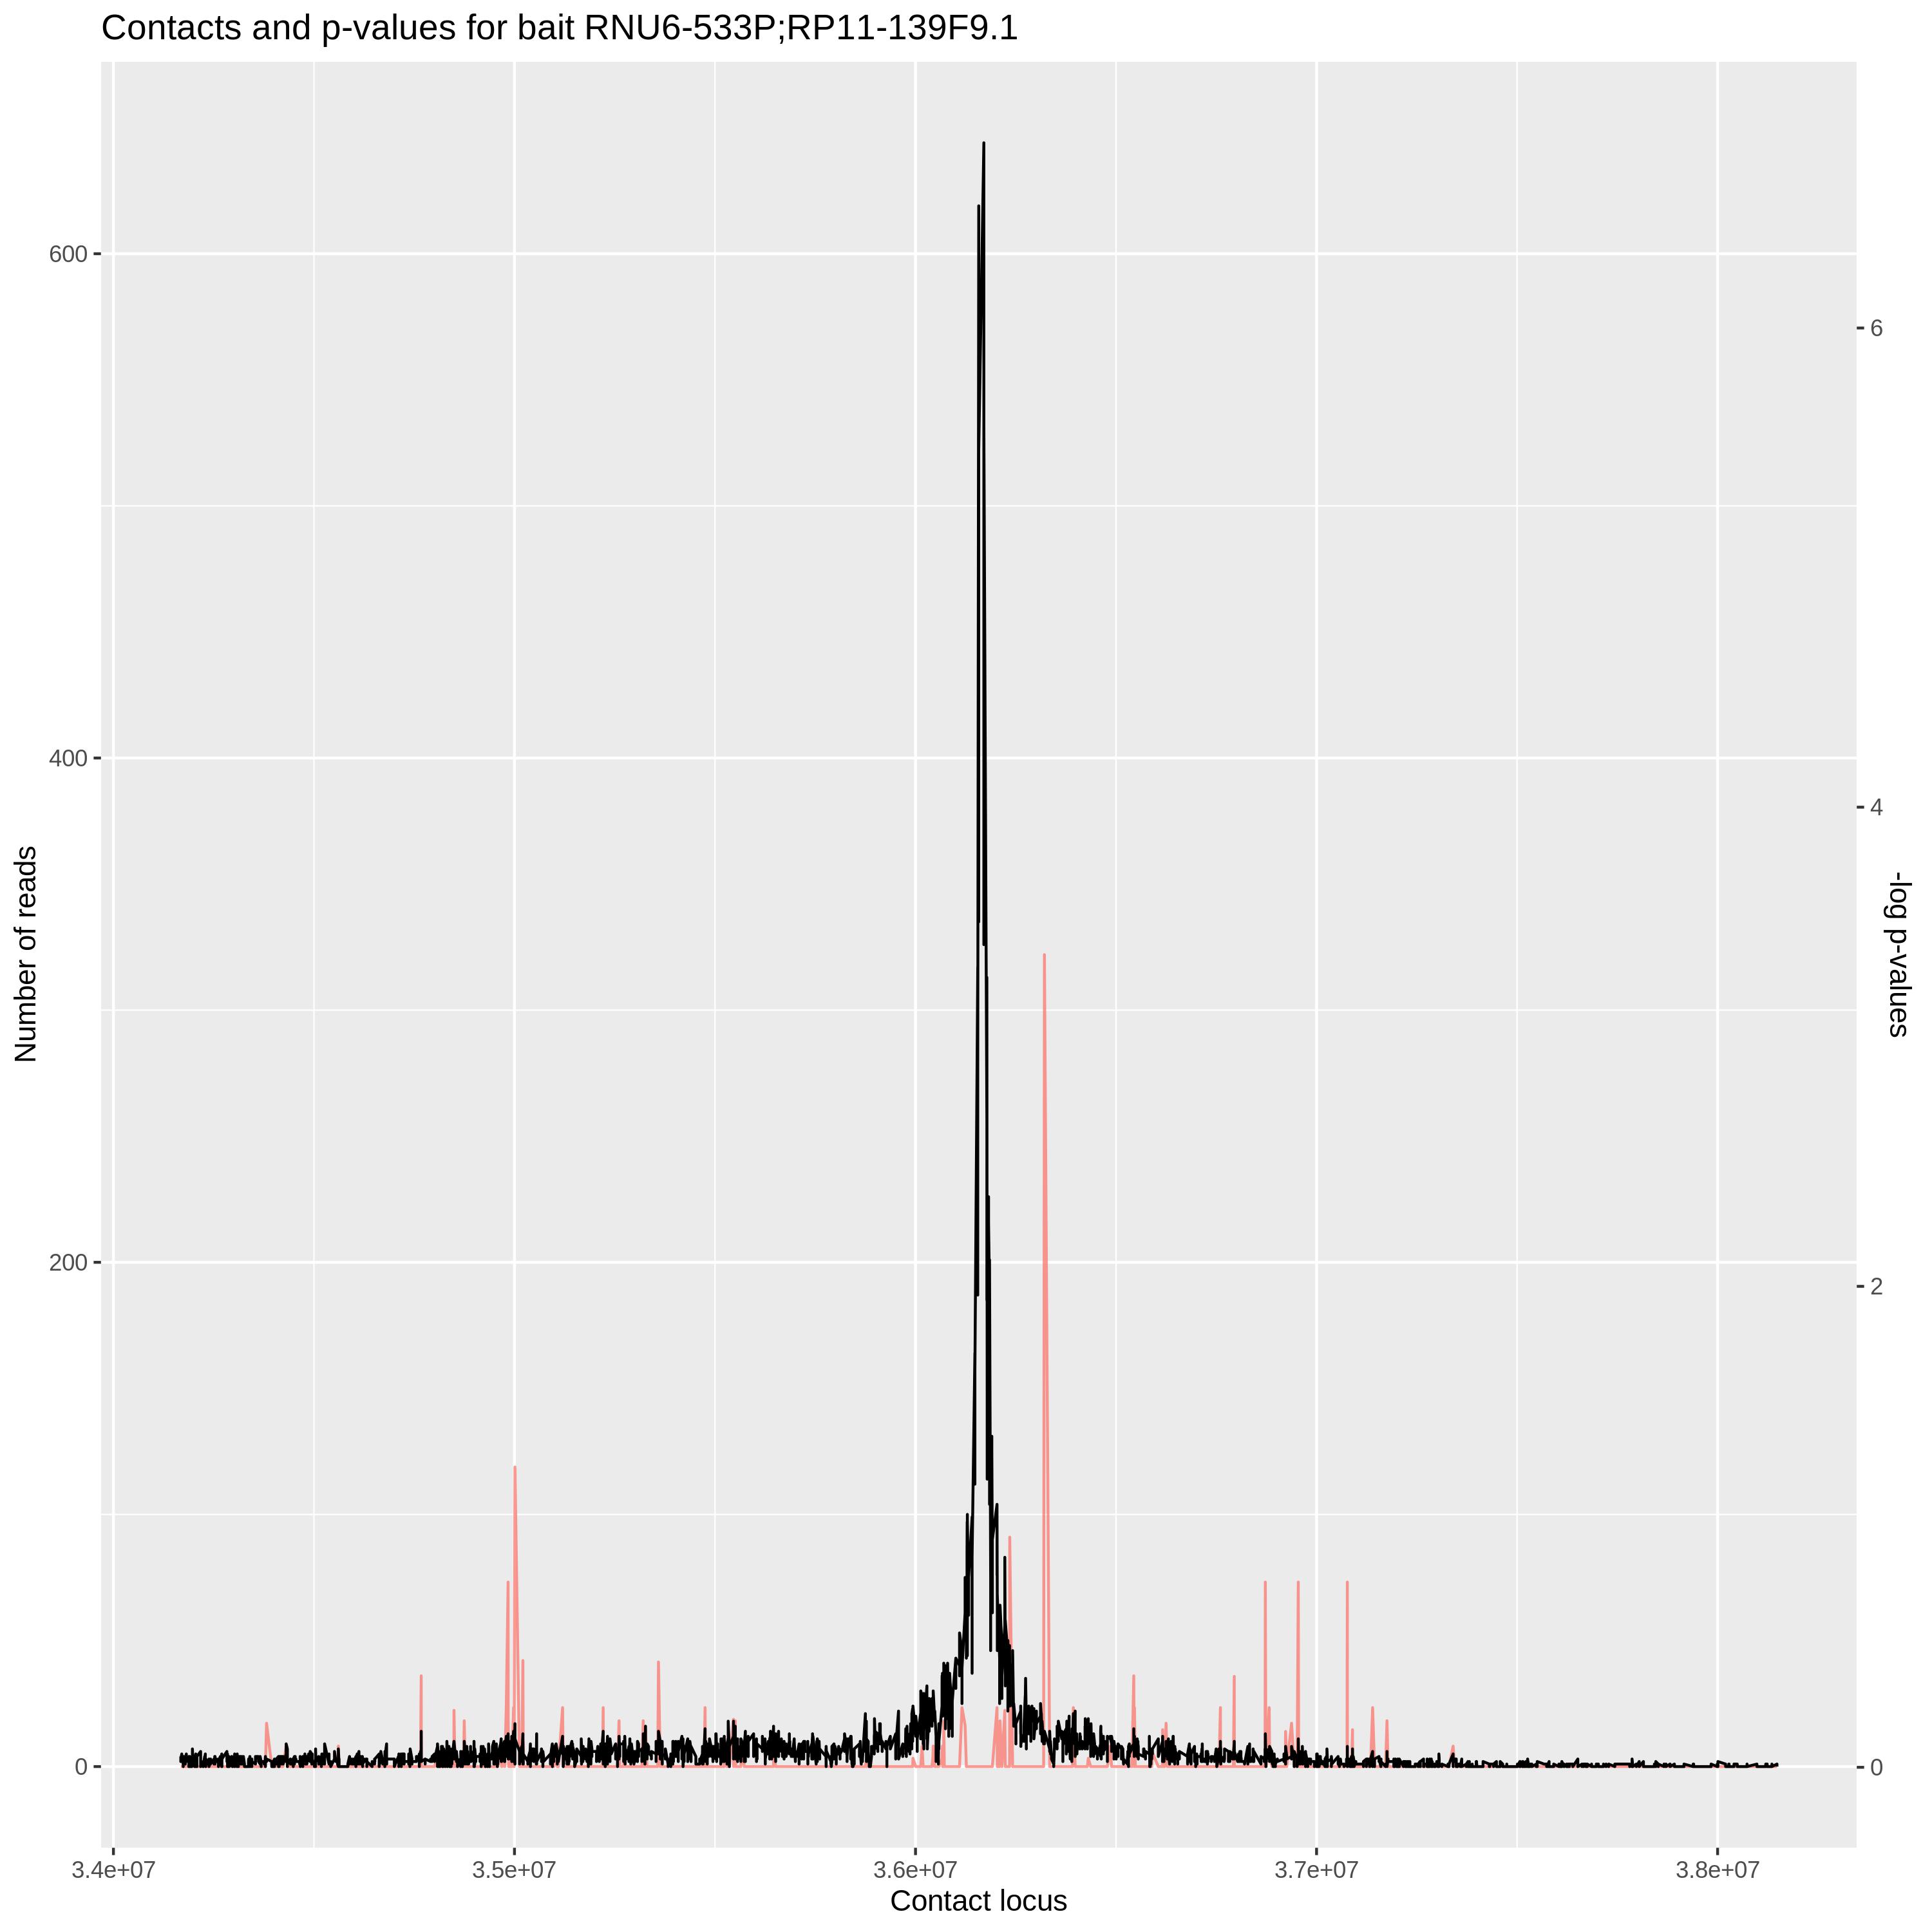 Contacts and p-values for bait RNU6-533P;RP11-139F9.1
600
400
200
0
Number of reads
6
4
2
0
-log p-values
3.4e+07
3.5e+07
3.6e+07
3.7e+07
3.8e+07
Contact locus